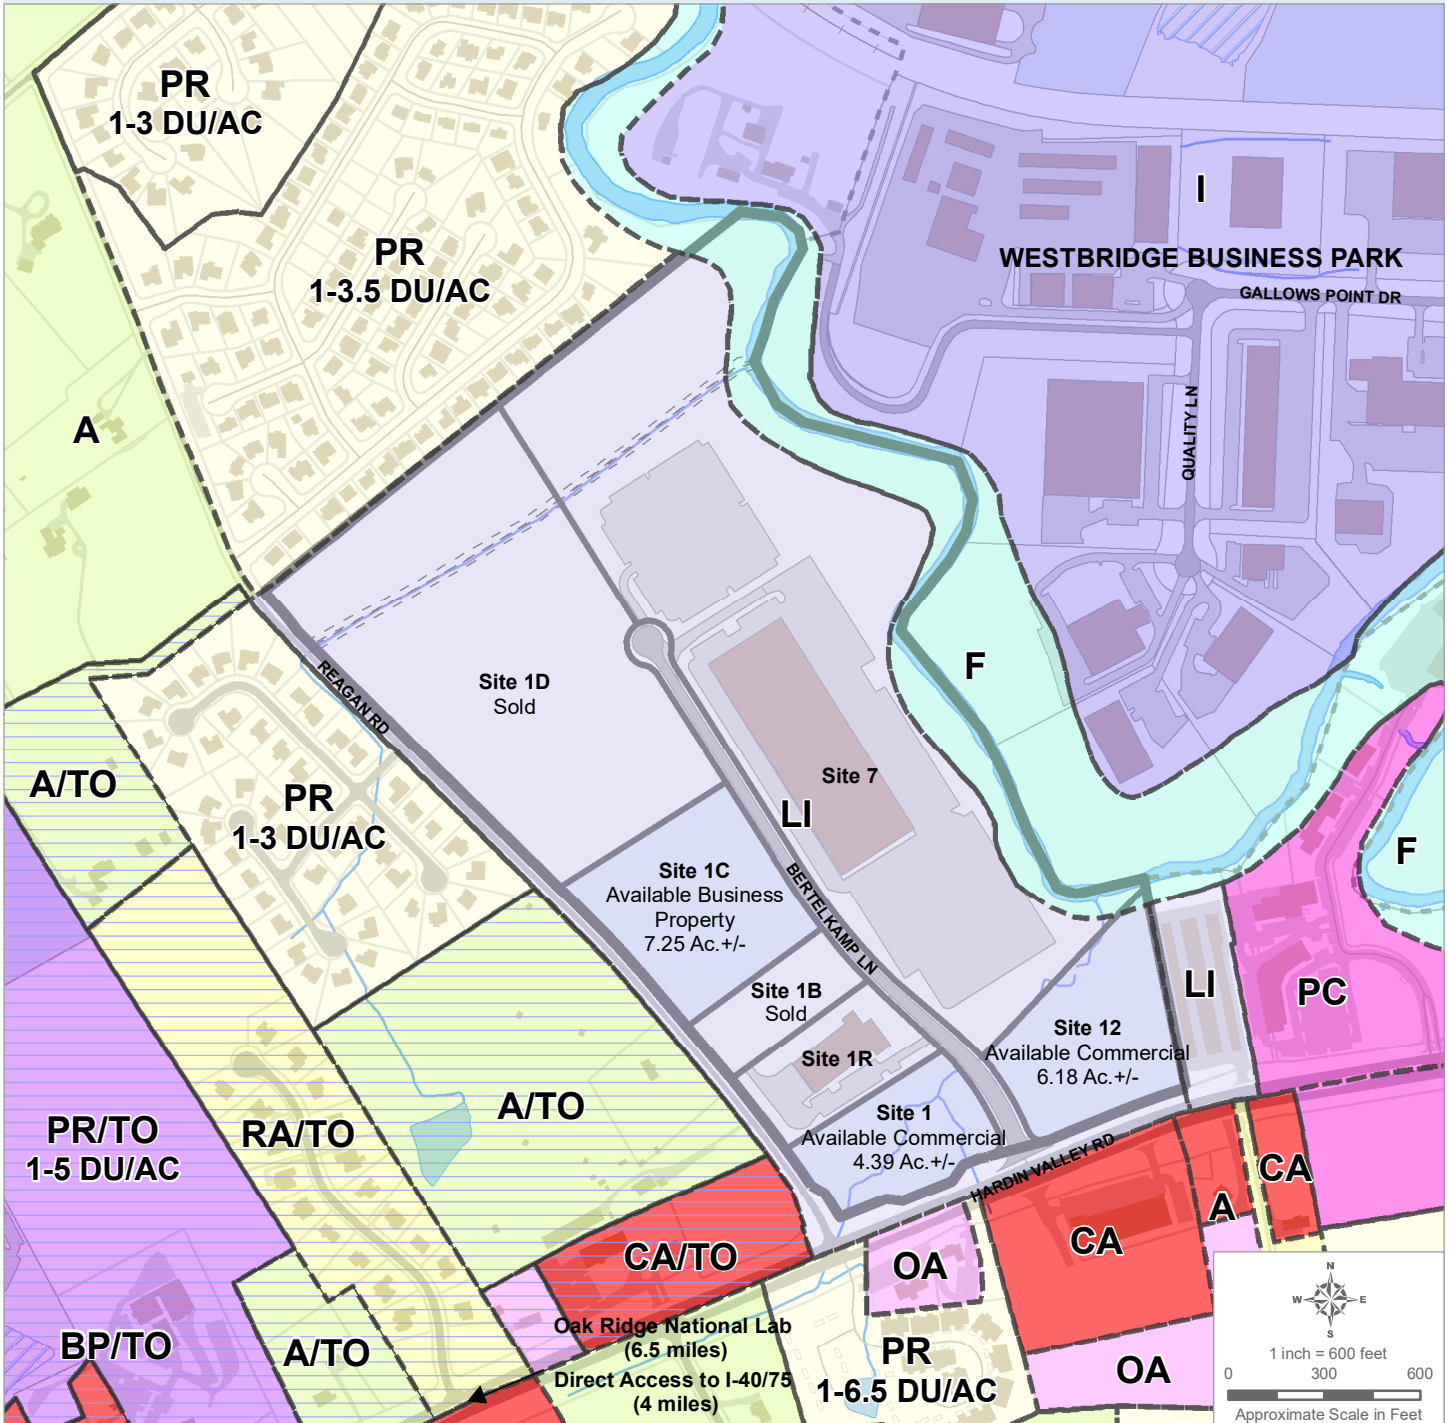 PR
1-3 DU/AC
I
WESTBRIDGE BUSINESS PARK
GALLOWS POINT DR
PR
1-3.5 DU/AC
A
QUALITY LN
F
REAGAN RD
Site 1D
Sold
Site 7
LI
A/TO
PR
1-3 DU/AC
F
Site 1C
Available Business
Property
7.25 Ac.+/-
BERTELKAMP LN
Site 1B
Sold
LI
PC
Site 12
Available Commercial
6.18 Ac.+/-
Site 1R
A/TO
Site 1
Available Commercial
4.39 Ac.+/-
PR/TO
1-5 DU/AC
RA/TO
HARDIN VALLEY RD
CA
A
CA
CA/TO
OA
BP/TO
A/TO
Oak Ridge National Lab
(6.5 miles)
Direct Access to I-40/75
(4 miles)
PR
1-6.5 DU/AC
OA
N
W E
S
1 inch = 600 feet
0 300 600
Approximate Scale in Feet